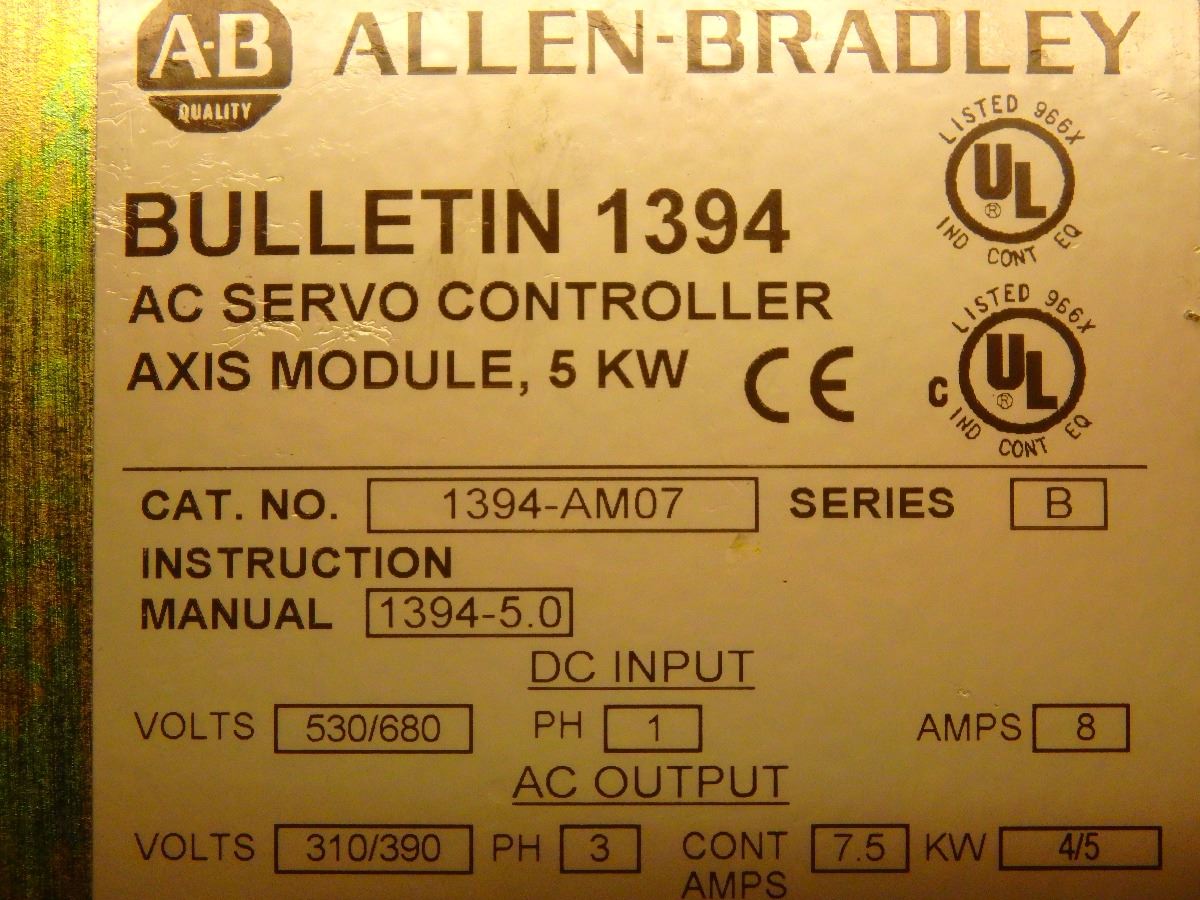 A-B ALLEN-BRADLEY
QUALITY
LISTED 966X
UL
®
IND CONT EQ
BULLETIN 1394
AC SERVO CONTROLLER
AXIS MODULE, 5 KW
CE
LISTED 966X
C UL
®
IND CONT EQ
CAT. NO. 1394-AM07 SERIES B
INSTRUCTION
MANUAL 1394-5.0
DC INPUT
VOLTS 530/680 PH 1 AMPS 8
AC OUTPUT
VOLTS 310/390 PH 3 CONT 7.5 KW 4/5
AMPS